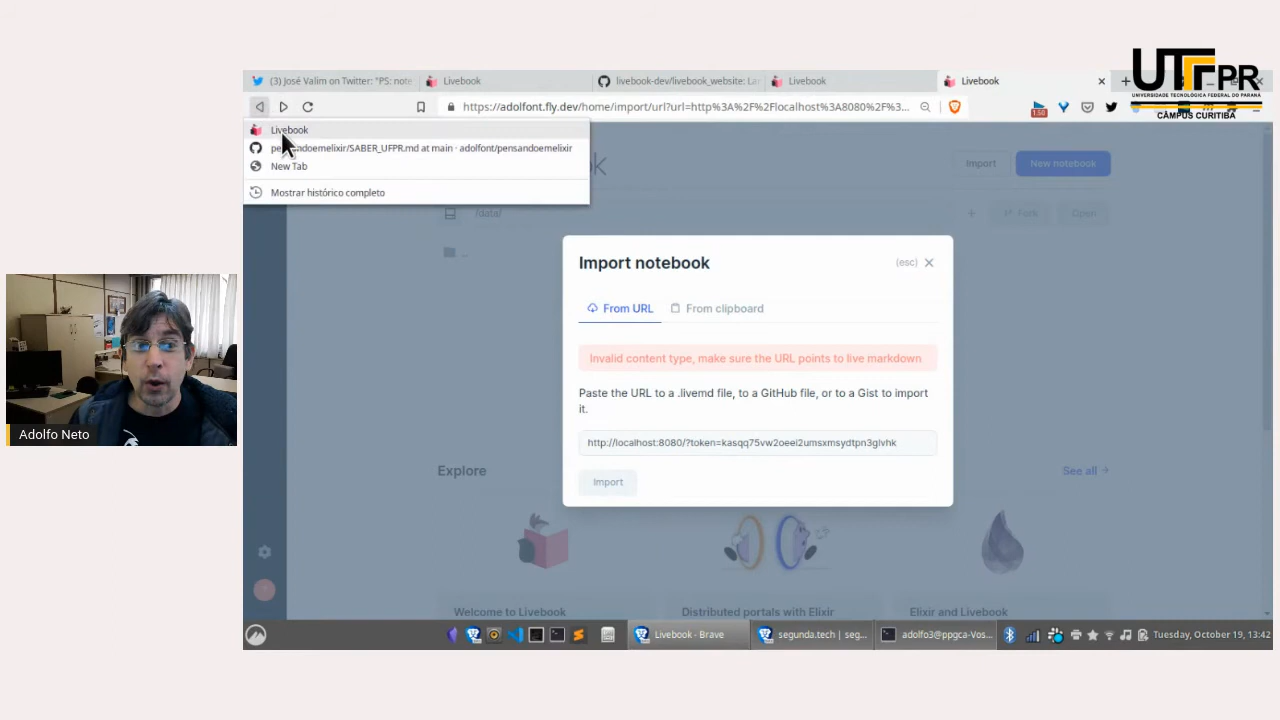 UTFPR
UNIVERSIDADE TECNOLÓGICA FEDERAL DO PARANÁ
CÂMPUS CURITIBA
(3) José Valim on Twitter: "PS: note
Livebook
livebook-dev/livebook_website: La
Livebook
Livebook
https://adolfont.fly.dev/home/import/url?url=http%3A%2F%2Flocalhost%3A8080%2F%3...
1.50
Livebook
pensandoemelixir/SABER_UFPR.md at main · adolfont/pensandoemelixir
New Tab
Mostrar histórico completo
ok
Import
New notebook
/data/
Fork
Open
..
Import notebook
(esc)
From URL
From clipboard
Invalid content type, make sure the URL points to live markdown
Paste the URL to a .livemd file, to a GitHub file, or to a Gist to import
it.
Import
Explore
See all
Welcome to Livebook
Distributed portals with Elixir
Elixir and Livebook
Adolfo Neto
Livebook - Brave
segunda.tech | seg...
adolfo3@ppgca-Vos...
Tuesday, October 19, 13:42